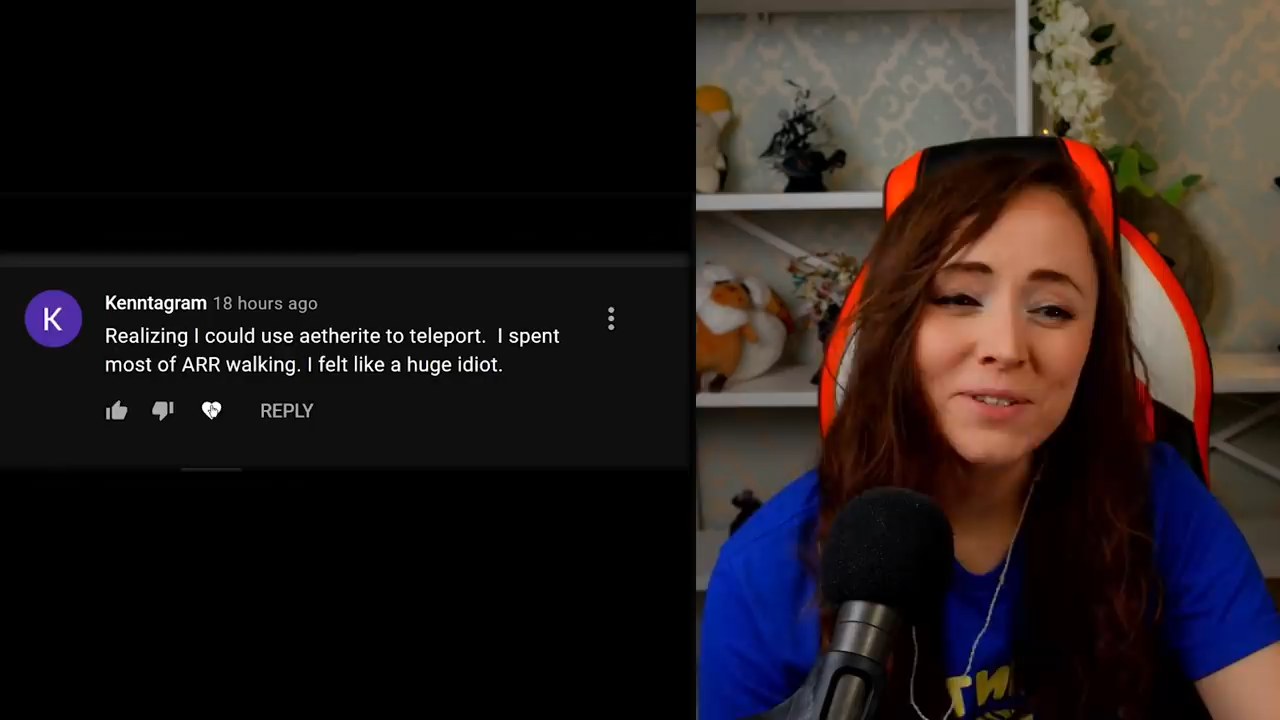 Kenntagram 18 hours ago
Realizing I could use aetherite to teleport.  I spent
most of ARR walking. I felt like a huge idiot.
REPLY
K